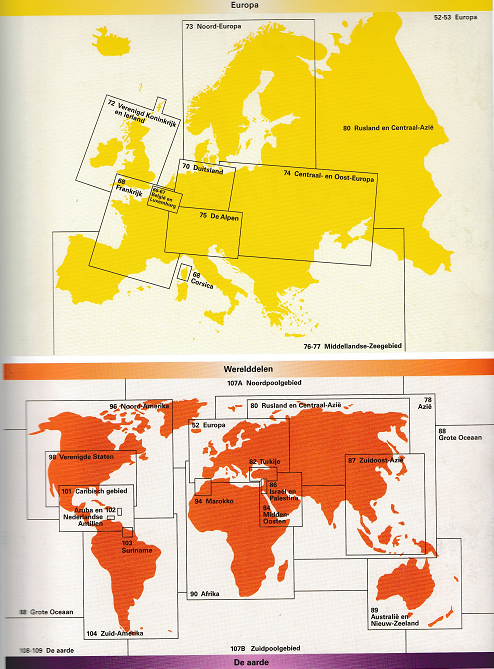 Europa
52-53 Europa
73 Noord-Europa
72 Verenigd Koninkrijk
en Ierland
80 Rusland en Centraal-Azië
70 Duitsland
74 Centraal- en Oost-Europa
68
Frankrijk
66-67
België en
Luxemburg
75 De Alpen
68
Corsica
76-77 Middellandse-Zeegebied
Werelddelen
107A Noordpoolgebied
96 Noord-Amerika
80 Rusland en Centraal-Azië
78
Azië
52 Europa
88
Grote Oceaan
98 Verenigde Staten
82 Turkije
87 Zuidoost-Azië
101 Caribisch gebied
86
Israël en
Palestina
94 Marokko
84
Midden-
Oosten
Aruba en 102
Nederlandse
Antillen
103
Suriname
90 Afrika
88 Grote Oceaan
89
Australië en
Nieuw-Zeeland
104 Zuid-Amerika
108-109 De aarde
107B Zuidpoolgebied
De aarde